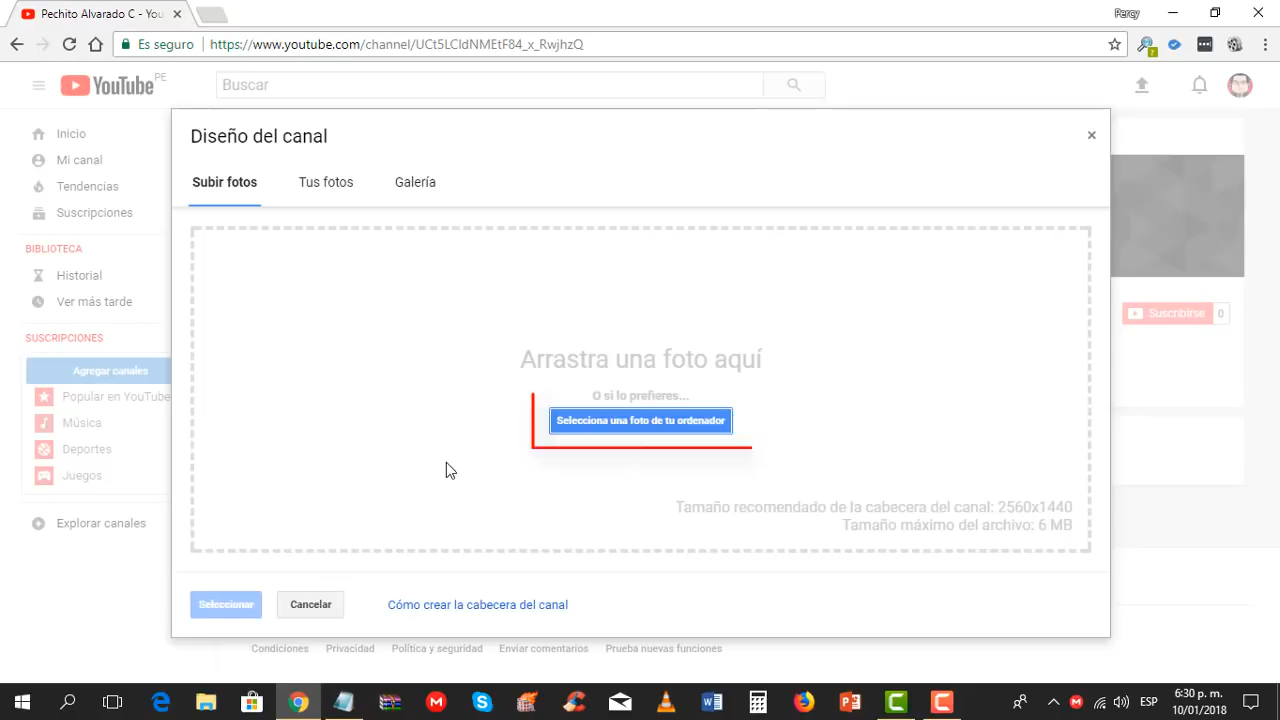 Pechito Alvarado C - You
Percy
Es seguro
https://www.youtube.com/channel/UCt5LCIdNMEtF84_x_RwjhzQ
YouTube PE
Buscar
Inicio
Mi canal
Tendencias
Suscripciones
BIBLIOTECA
Historial
Ver más tarde
SUSCRIPCIONES
Agregar canales
Popular en YouTube
Música
Deportes
Juegos
Explorar canales
Diseño del canal
×
Subir fotos
Tus fotos
Galería
Arrastra una foto aquí
O si lo prefieres...
Selecciona una foto de tu ordenador
Tamaño recomendado de la cabecera del canal: 2560x1440
Tamaño máximo del archivo: 6 MB
Seleccionar
Cancelar
Cómo crear la cabecera del canal
Suscribirse 0
Condiciones
Privacidad
Política y seguridad
Enviar comentarios
Prueba nuevas funciones
ESP
6:30 p. m.
10/01/2018